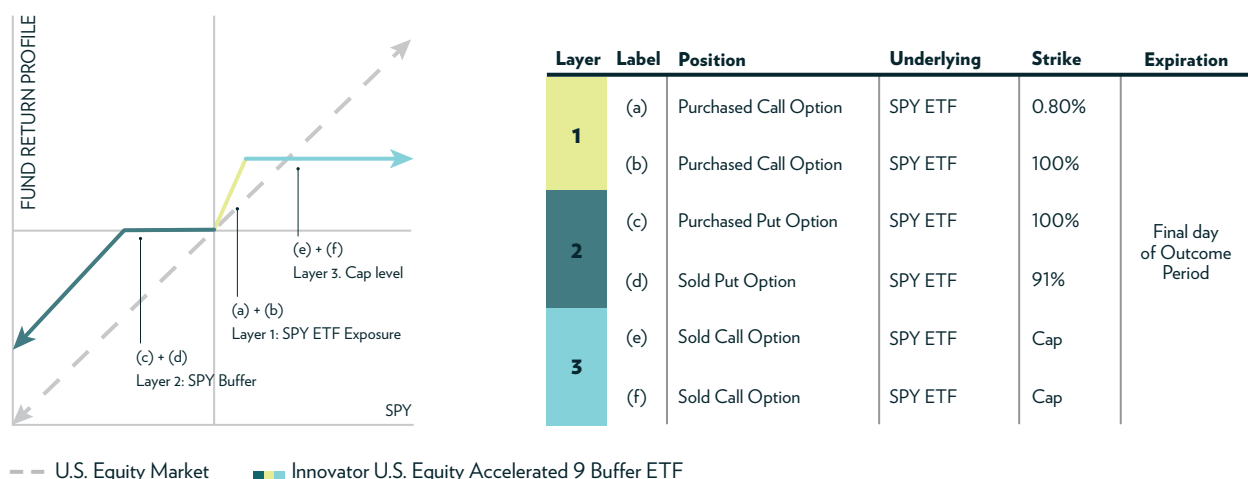 FUND RETURN PROFILE
(e) + (f)
Layer 3. Cap level
(a) + (b)
Layer 1: SPY ETF Exposure
(c) + (d)
Layer 2: SPY Buffer
SPY
U.S. Equity Market
Innovator U.S. Equity Accelerated 9 Buffer ETF
Layer Label Position Underlying Strike Expiration
1
(a) Purchased Call Option SPY ETF 0.80%
(b) Purchased Call Option SPY ETF 100%
2
(c) Purchased Put Option SPY ETF 100%
(d) Sold Put Option SPY ETF 91%
3
(e) Sold Call Option SPY ETF Cap
(f) Sold Call Option SPY ETF Cap
Final day
of Outcome
Period